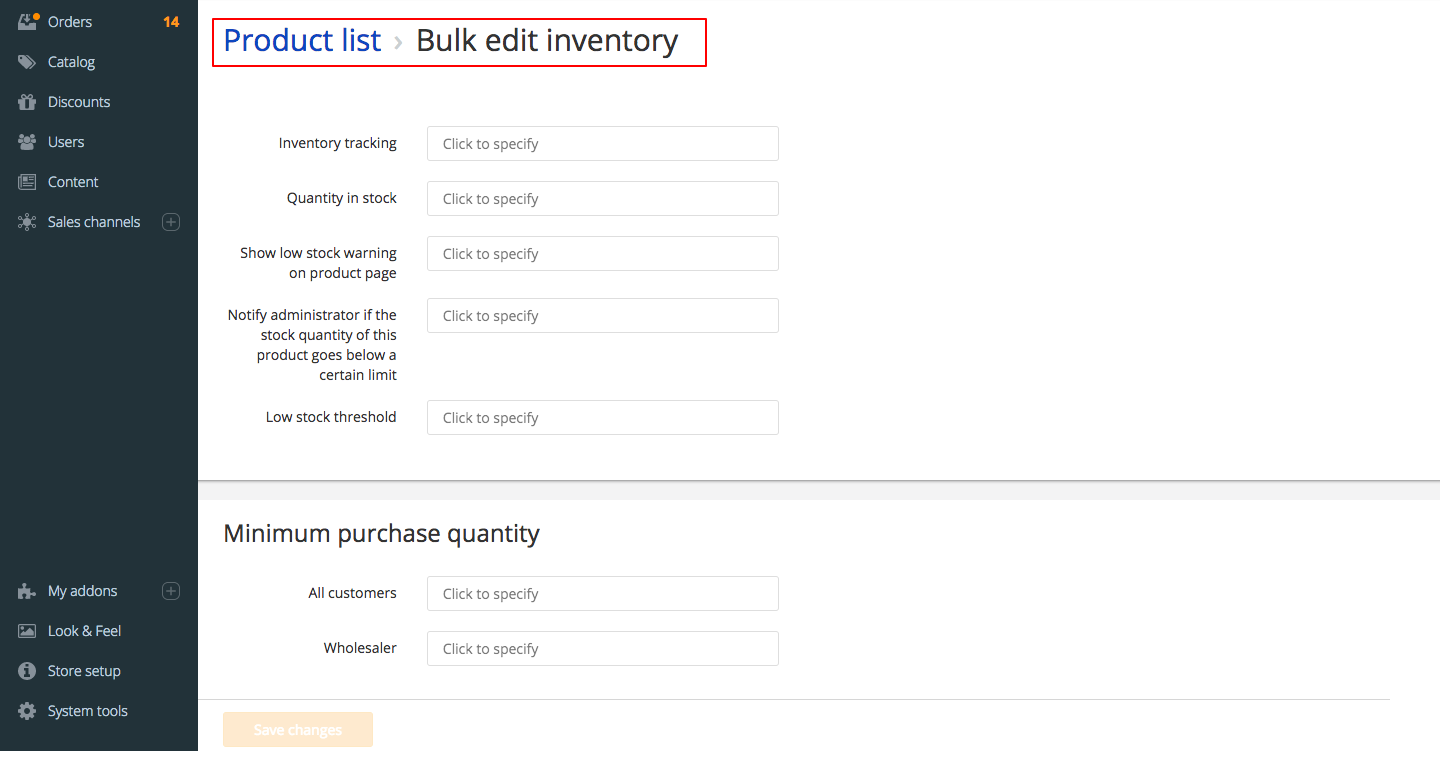 Orders 14
Catalog
Discounts
Users
Content
Sales channels
My addons
Look & Feel
Store setup
System tools
Product list › Bulk edit inventory
Inventory tracking Click to specify
Quantity in stock Click to specify
Show low stock warning Click to specify
on product page
Notify administrator if the Click to specify
stock quantity of this
product goes below a
certain limit
Low stock threshold Click to specify
Minimum purchase quantity
All customers Click to specify
Wholesaler Click to specify
Save changes